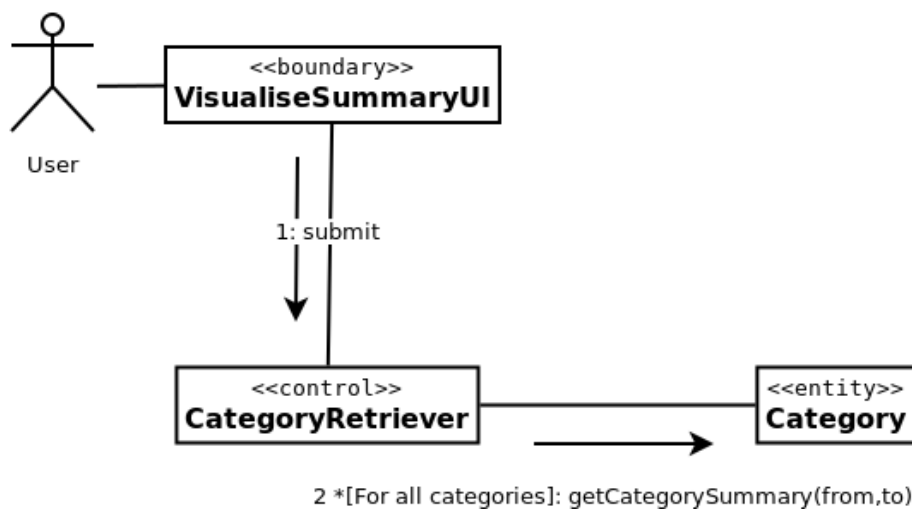 <<boundary>>
VisualiseSummaryUI
User
1: submit
<<control>>
CategoryRetriever
<<entity>>
Category
2 *[For all categories]: getCategorySummary(from,to)